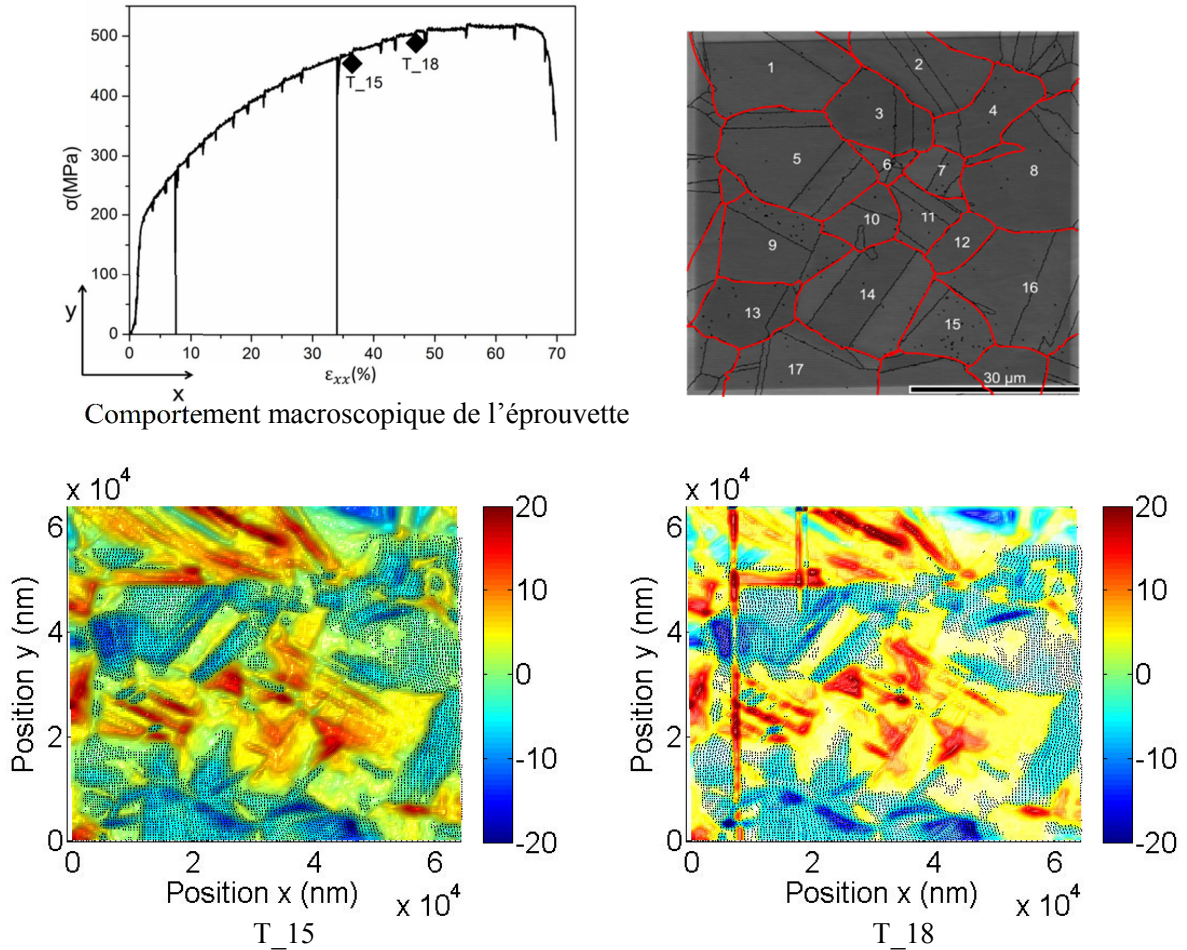 500
400
300
200
100
0
σ(MPa)
T_15
T_18
y
x
0 10 20 30 40 50 60 70
ε_xx(%)
Comportement macroscopique de l'éprouvette
1
2
3
4
5
6
7
8
9
10
11
12
13
14
15
16
17
30 µm
x 10^4
6
4
2
0
Position y (nm)
0 2 4 6
Position x (nm)
x 10^4
20
10
0
-10
-20
T_15
x 10^4
6
4
2
0
Position y (nm)
0 2 4 6
Position x (nm)
x 10^4
20
10
0
-10
-20
T_18